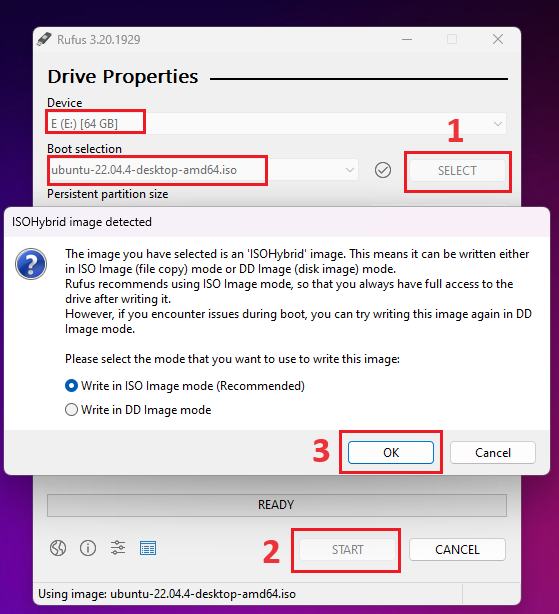 Rufus 3.20.1929
Drive Properties
Device
E (E:) [64 GB]
1
Boot selection
ubuntu-22.04.4-desktop-amd64.iso
SELECT
Persistent partition size
ISOHybrid image detected
The image you have selected is an 'ISOHybrid' image. This means it can be written either
in ISO Image (file copy) mode or DD Image (disk image) mode.
Rufus recommends using ISO Image mode, so that you always have full access to the
drive after writing it.
However, if you encounter issues during boot, you can try writing this image again in DD
Image mode.
Please select the mode that you want to use to write this image:
Write in ISO Image mode (Recommended)
Write in DD Image mode
3
OK
Cancel
READY
2
START
CANCEL
Using image: ubuntu-22.04.4-desktop-amd64.iso